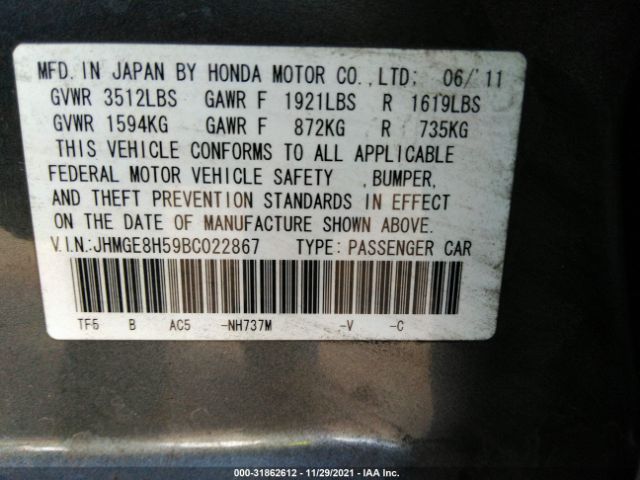 MFD. IN JAPAN BY HONDA MOTOR CO.,LTD; 06/'11
GVWR 3512LBS GAWR F 1921LBS R 1619LBS
GVWR 1594KG GAWR F 872KG R 735KG
THIS VEHICLE CONFORMS TO ALL APPLICABLE
FEDERAL MOTOR VEHICLE SAFETY ,BUMPER,
AND THEFT PREVENTION STANDARDS IN EFFECT
ON THE DATE OF MANUFACTURE SHOWN ABOVE.
V.I.N.:JHMGE8H59BC022867 TYPE: PASSENGER CAR
TF5 B AC5 -NH737M -V -C
000-31862612 - 11/29/2021 - IAA Inc.